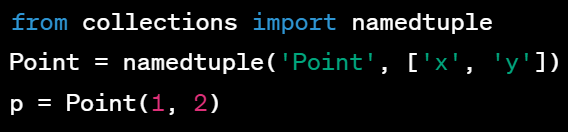 from collections import namedtuple
Point = namedtuple('Point', ['x', 'y'])
p = Point(1, 2)